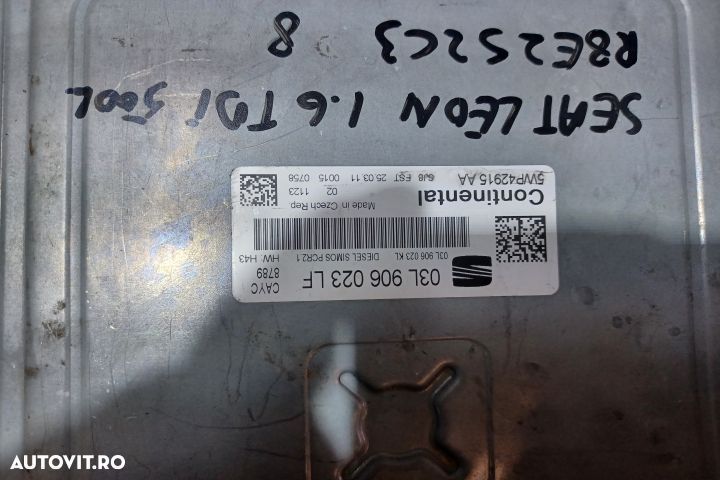 03L 906 023 LF
CAYC
8789
03L 906 023 KL DIESEL SIMOS PCR2.1 HW: H43
Continental Made in Czech Rep.
02 1123
5WP42915 AA EST 25.03.11 0015 0758
SEAT LEON 1.6 TDi 500L
R8E2S2C3 8
AUTOVIT.RO